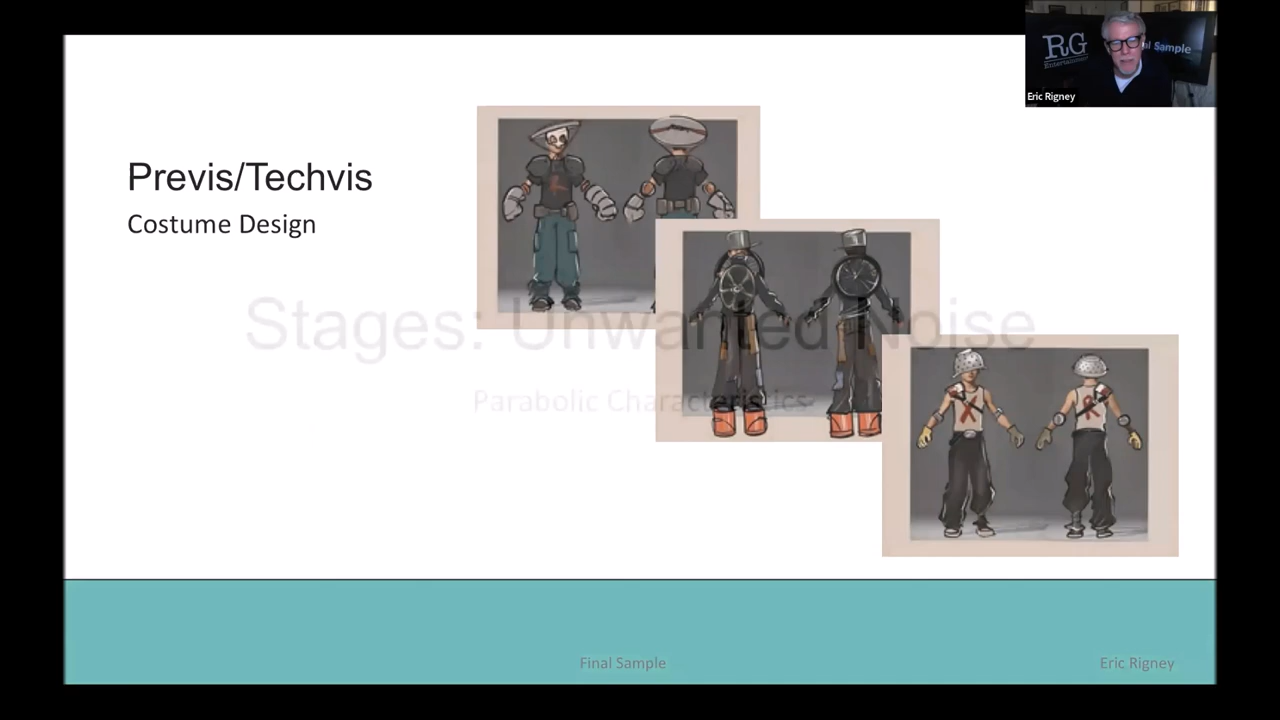 RG
Entertainment
al Sample
Eric Rigney
Previs/Techvis
Costume Design
Stages: Unwanted Noise
Parabolic Characteristics
Final Sample
Eric Rigney